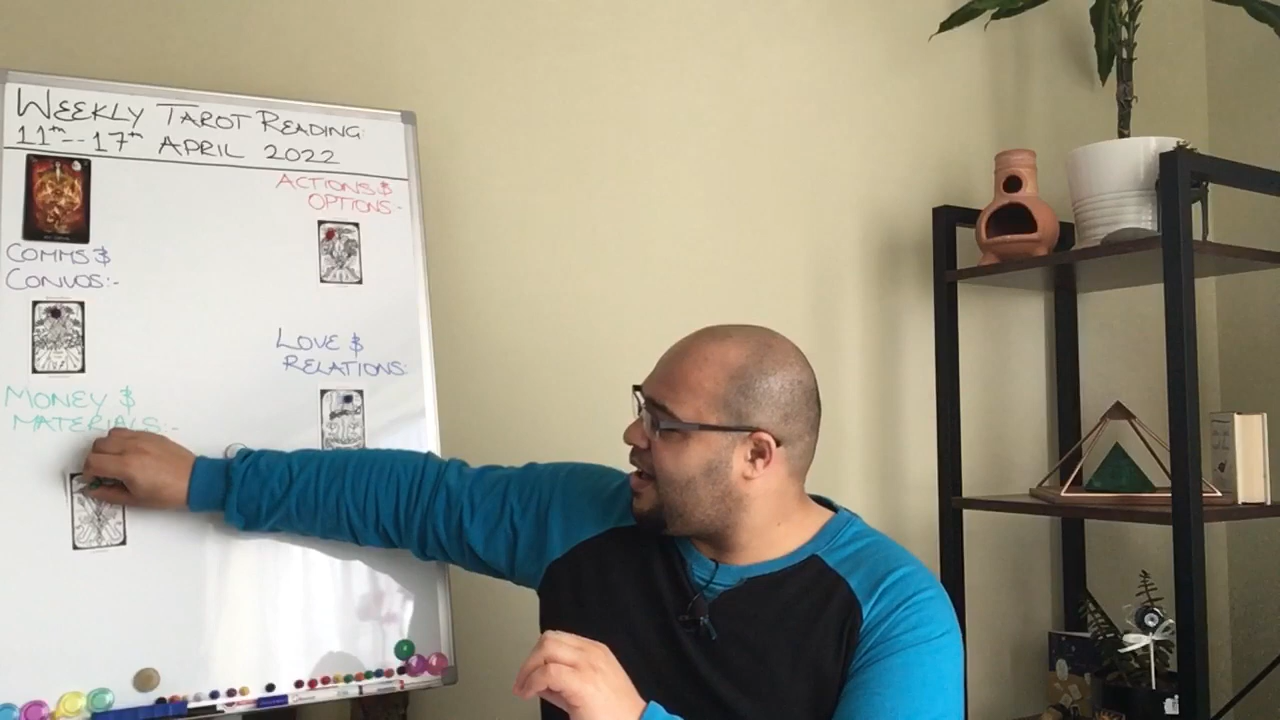 WEEKLY TAROT READING:
11th -- 17th APRIL 2022
ACTIONS &
OPTIONS:-
COMMS &
CONVOS:-
LOVE &
RELATIONS:
MONEY &
MATERIALS:-